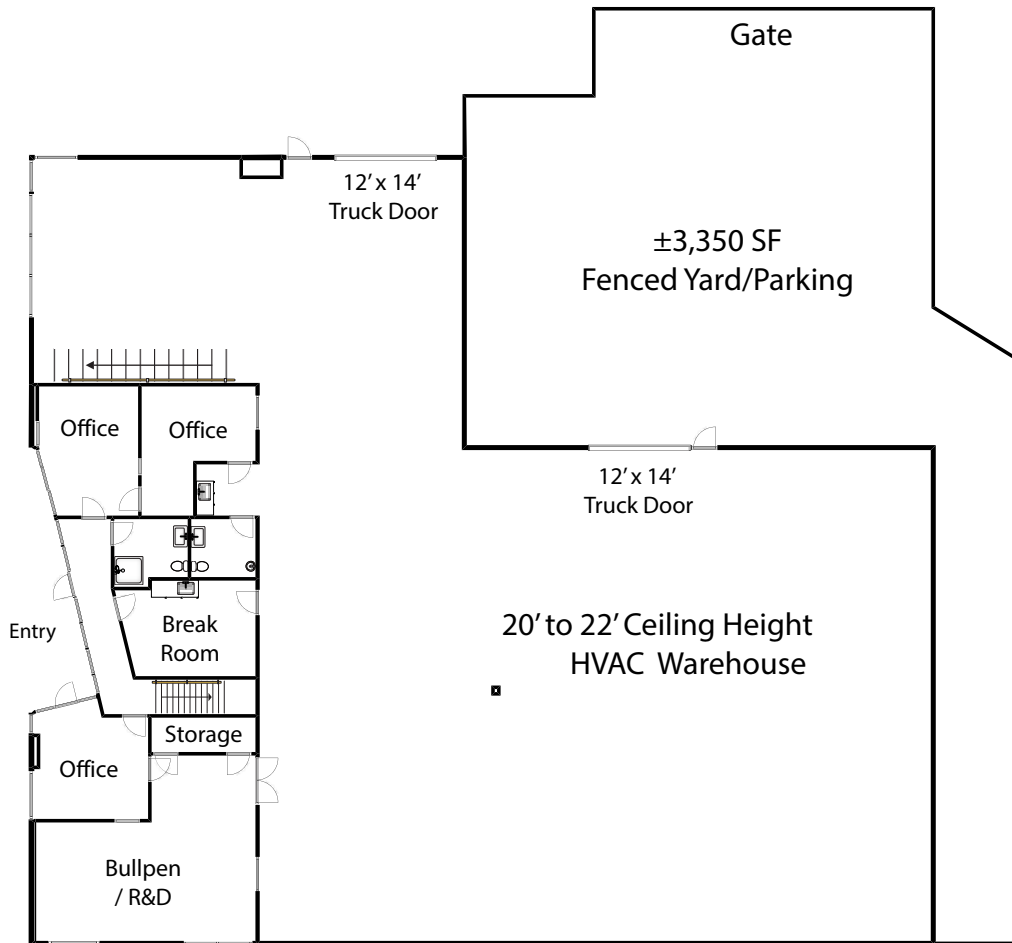 Gate
12’ x 14’
Truck Door
±3,350 SF
Fenced Yard/Parking
Office
Office
12’ x 14’
Truck Door
Entry
Break
Room
20’ to 22’ Ceiling Height
HVAC Warehouse
Storage
Office
Bullpen
/ R&D